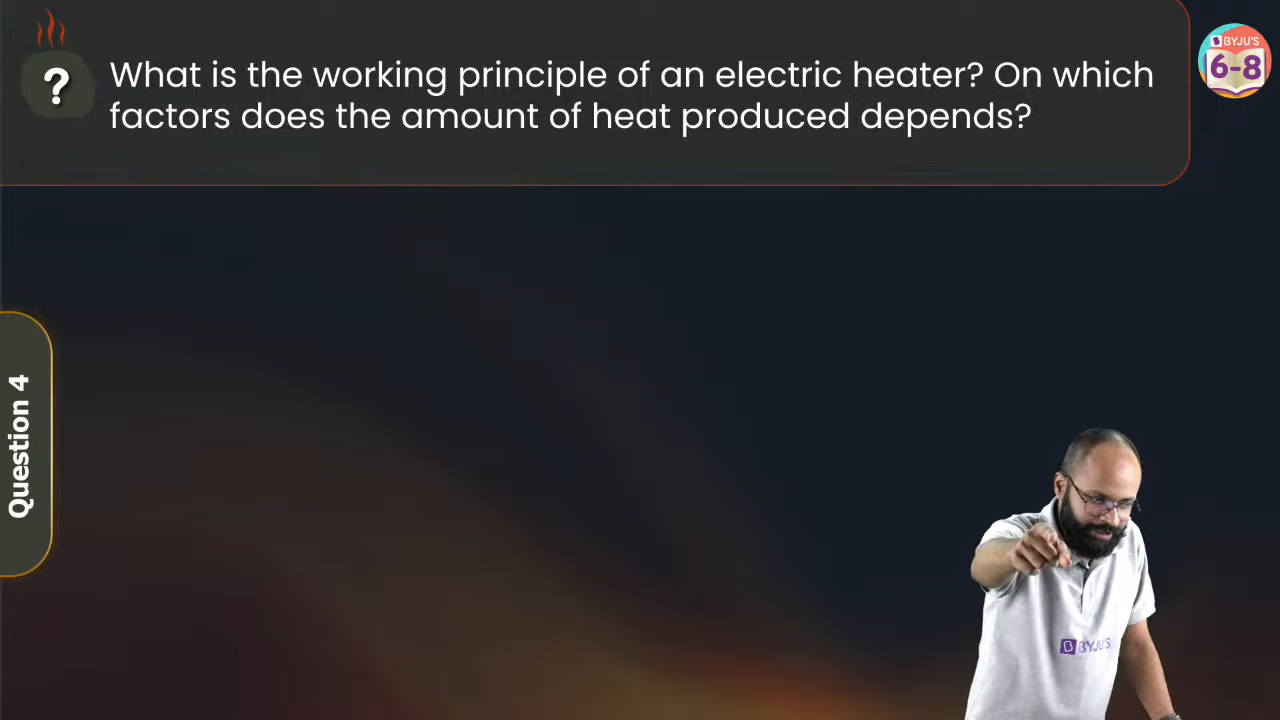 ?
What is the working principle of an electric heater? On which
factors does the amount of heat produced depends?
BYJU'S
6-8
Question 4
BYJU'S